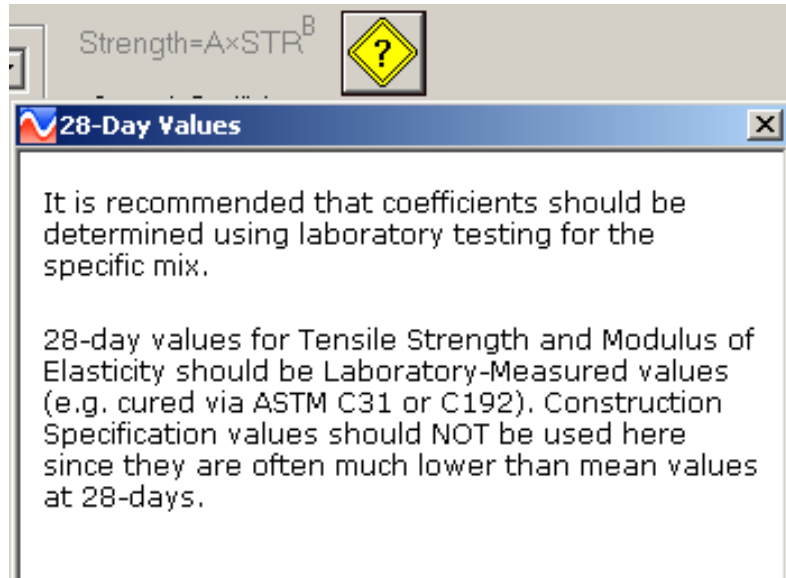 Strength=A×STR^B
?
28-Day Values
It is recommended that coefficients should be
determined using laboratory testing for the
specific mix.
28-day values for Tensile Strength and Modulus of
Elasticity should be Laboratory-Measured values
(e.g. cured via ASTM C31 or C192). Construction
Specification values should NOT be used here
since they are often much lower than mean values
at 28-days.